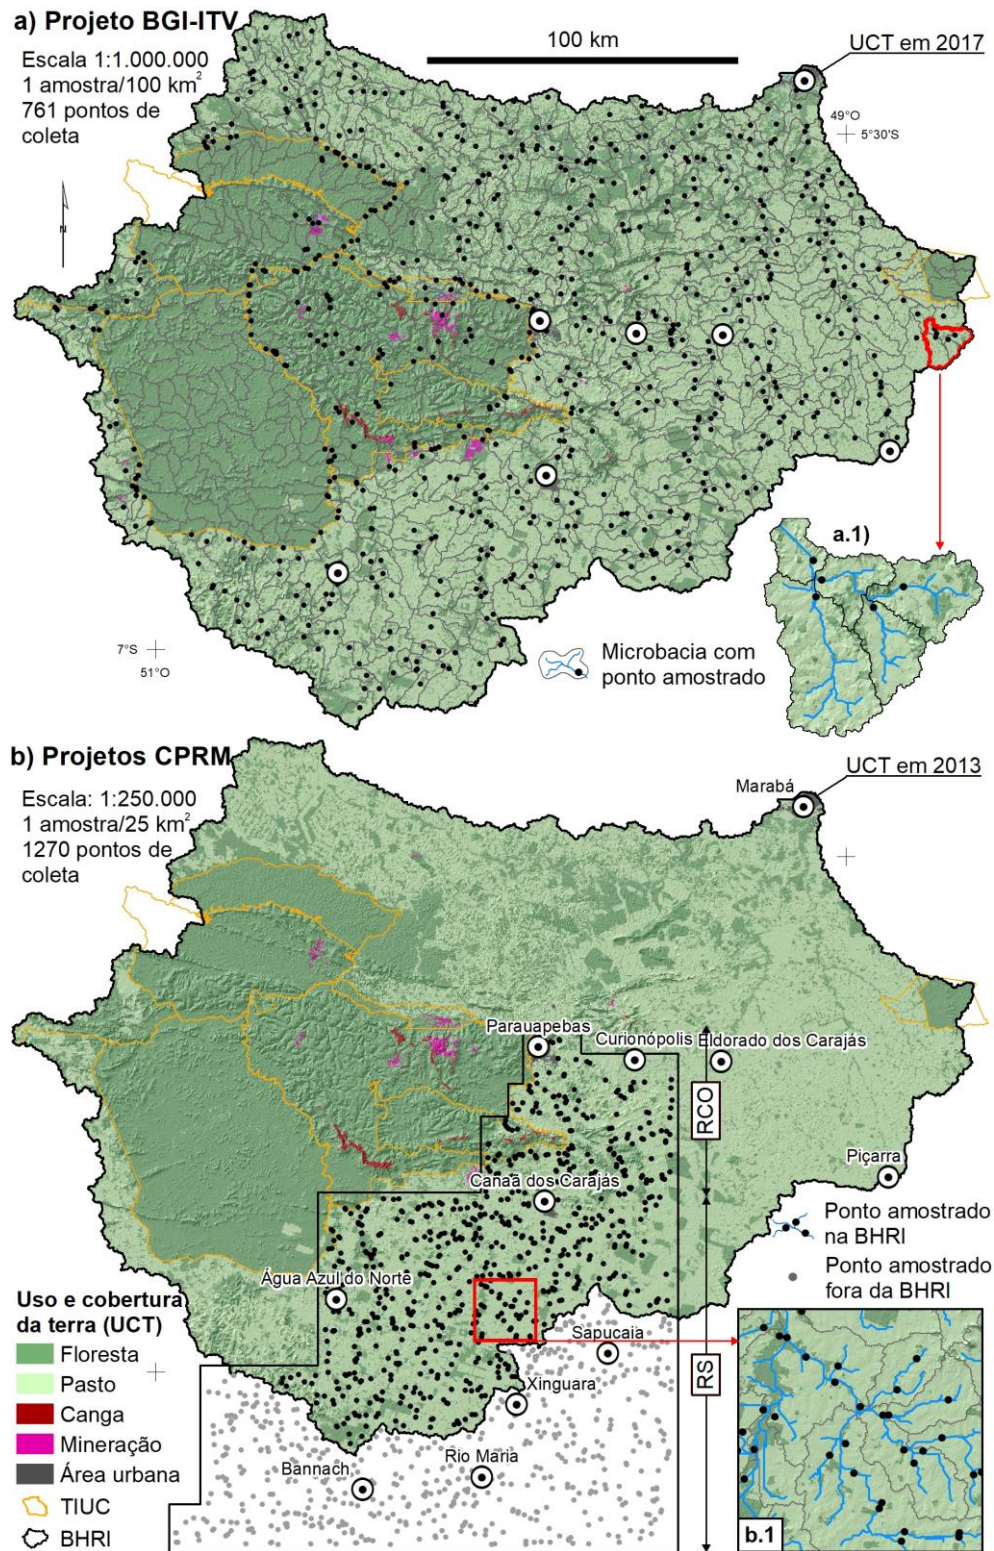 a) Projeto BGI-ITV
Escala 1:1.000.000
1 amostra/100 km²
761 pontos de
coleta
100 km
UCT em 2017
49°O
5°30'S
N
a.1)
7°S
51°O
Microbacia com
ponto amostrado
b) Projetos CPRM
Escala: 1:250.000
1 amostra/25 km²
1270 pontos de
coleta
UCT em 2013
Marabá
Parauapebas
Curionópolis
Eldorado dos Carajás
RCO
Piçarra
Canaã dos Carajás
Ponto amostrado
na BHRI
Ponto amostrado
fora da BHRI
Água Azul do Norte
Sapucaia
RS
Xinguara
Rio Maria
Bannach
Uso e cobertura
da terra (UCT)
Floresta
Pasto
Canga
Mineração
Área urbana
TIUC
BHRI
b.1